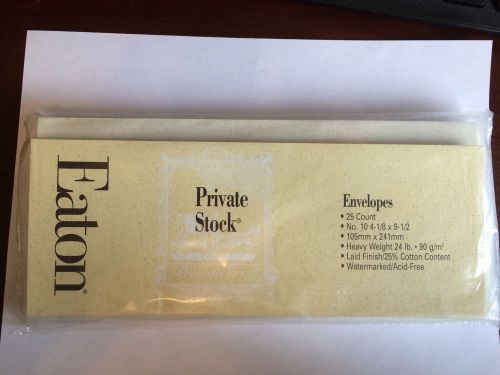 Eaton®
Private
Stock®
Envelopes
• 25 Count
• No. 10 4-1/8 x 9-1/2
• 105mm x 241mm
• Heavy Weight 24 lb. • 90 g/m²
• Laid Finish/25% Cotton Content
• Watermarked/Acid-Free